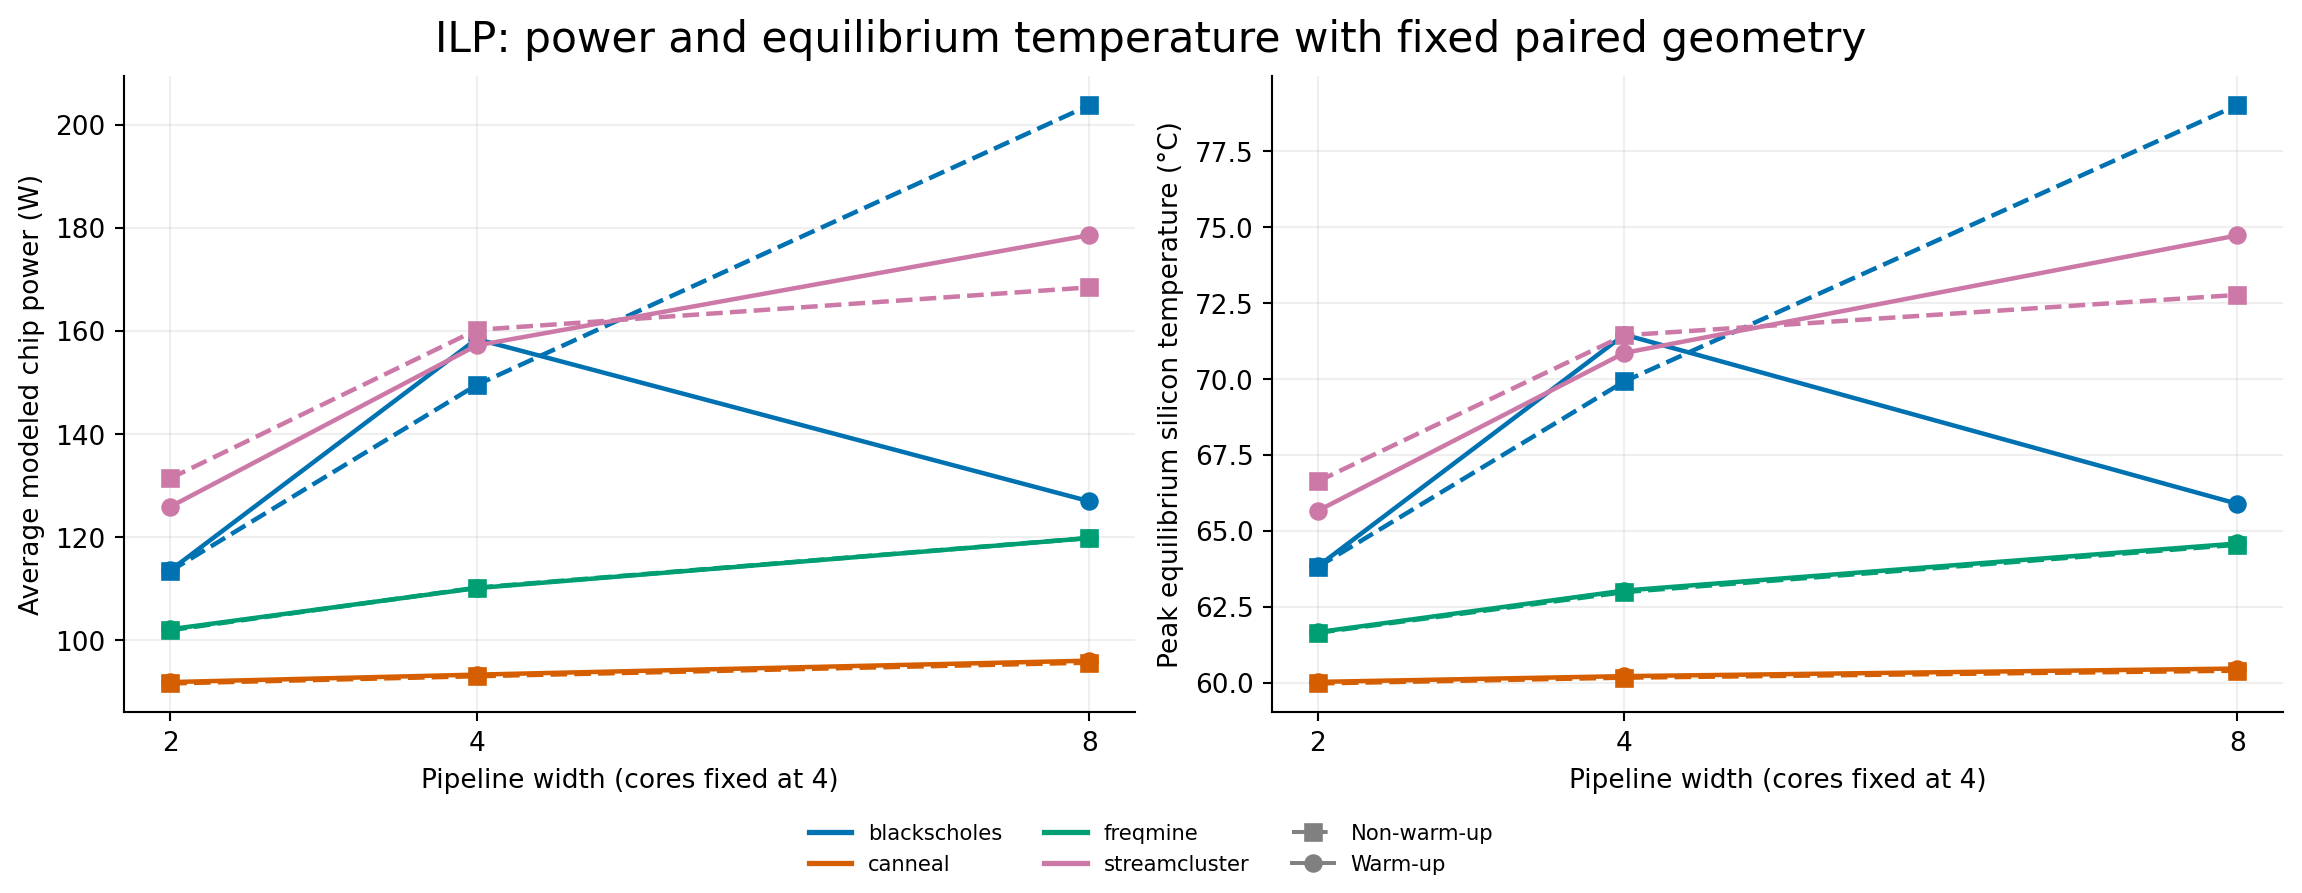 ILP: power and equilibrium temperature with fixed paired geometry
Average modeled chip power (W)
200
180
160
140
120
100
2
4
8
Pipeline width (cores fixed at 4)
Peak equilibrium silicon temperature (°C)
77.5
75.0
72.5
70.0
67.5
65.0
62.5
60.0
2
4
8
Pipeline width (cores fixed at 4)
blackscholes
canneal
freqmine
streamcluster
Non-warm-up
Warm-up